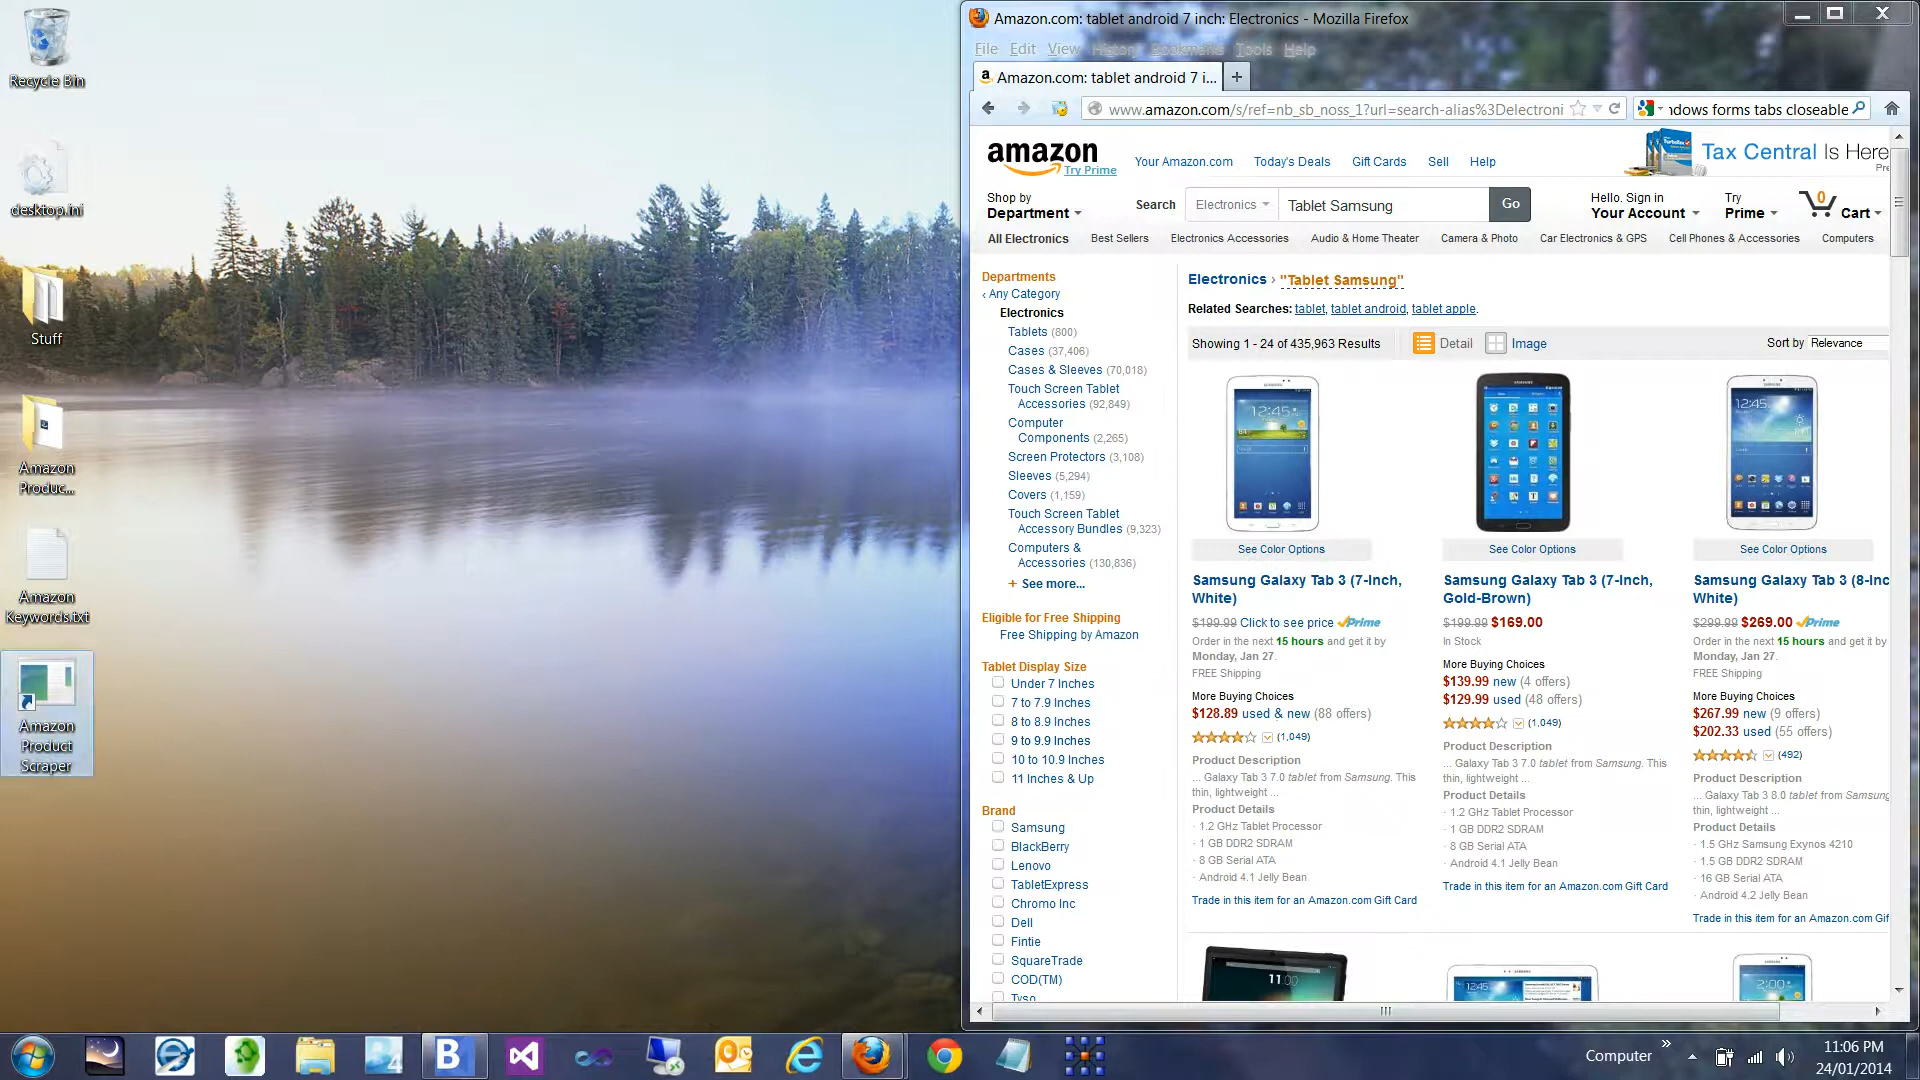 Recycle Bin
desktop.ini
Stuff
Amazon
Produc...
Amazon
Keywords.txt
Amazon
Product
Scraper
Amazon.com: tablet android 7 inch: Electronics - Mozilla Firefox
File Edit View History Bookmarks Tools Help
Amazon.com: tablet android 7 i...
www.amazon.com/s/ref=nb_sb_noss_1?url=search-alias%3Delectroni
ndows forms tabs closeable
amazon
Try Prime
Your Amazon.com Today's Deals Gift Cards Sell Help
Tax Central Is Here
Shop by
Department
Search Electronics Tablet Samsung Go
Hello. Sign in
Your Account
Try
Prime
0
Cart
All Electronics Best Sellers Electronics Accessories Audio & Home Theater Camera & Photo Car Electronics & GPS Cell Phones & Accessories Computers
Departments
‹ Any Category
Electronics
Tablets (800)
Cases (37,406)
Cases & Sleeves (70,018)
Touch Screen Tablet
Accessories (92,849)
Computer
Components (2,265)
Screen Protectors (3,108)
Sleeves (5,294)
Covers (1,159)
Touch Screen Tablet
Accessory Bundles (9,323)
Computers &
Accessories (130,836)
+ See more...
Eligible for Free Shipping
Free Shipping by Amazon
Tablet Display Size
Under 7 Inches
7 to 7.9 Inches
8 to 8.9 Inches
9 to 9.9 Inches
10 to 10.9 Inches
11 Inches & Up
Brand
Samsung
BlackBerry
Lenovo
TabletExpress
Chromo Inc
Dell
Fintie
SquareTrade
COD(TM)
Tyso
Electronics › "Tablet Samsung"
Related Searches: tablet, tablet android, tablet apple.
Showing 1 - 24 of 435,963 Results Detail Image Sort by Relevance
See Color Options
Samsung Galaxy Tab 3 (7-Inch,
White)
$199.99 Click to see price Prime
Order in the next 15 hours and get it by
Monday, Jan 27.
FREE Shipping
More Buying Choices
$128.89 used & new (88 offers)
(1,049)
Product Description
... Galaxy Tab 3 7.0 tablet from Samsung. This
thin, lightweight ...
Product Details
· 1.2 GHz Tablet Processor
· 1 GB DDR2 SDRAM
· 8 GB Serial ATA
· Android 4.1 Jelly Bean
Trade in this item for an Amazon.com Gift Card
See Color Options
Samsung Galaxy Tab 3 (7-Inch,
Gold-Brown)
$199.99 $169.00
In Stock
More Buying Choices
$139.99 new (4 offers)
$129.99 used (48 offers)
(1,049)
Product Description
... Galaxy Tab 3 7.0 tablet from Samsung. This
thin, lightweight ...
Product Details
· 1.2 GHz Tablet Processor
· 1 GB DDR2 SDRAM
· 8 GB Serial ATA
· Android 4.1 Jelly Bean
Trade in this item for an Amazon.com Gift Card
See Color Options
Samsung Galaxy Tab 3 (8-Inc
White)
$299.99 $269.00 Prime
Order in the next 15 hours and get it by
Monday, Jan 27.
FREE Shipping
More Buying Choices
$267.99 new (9 offers)
$202.33 used (55 offers)
(492)
Product Description
... Galaxy Tab 3 8.0 tablet from Samsung
thin, lightweight ...
Product Details
· 1.5 GHz Samsung Exynos 4210
· 1.5 GB DDR2 SDRAM
· 16 GB Serial ATA
· Android 4.2 Jelly Bean
Trade in this item for an Amazon.com Gif
Computer
11:06 PM
24/01/2014